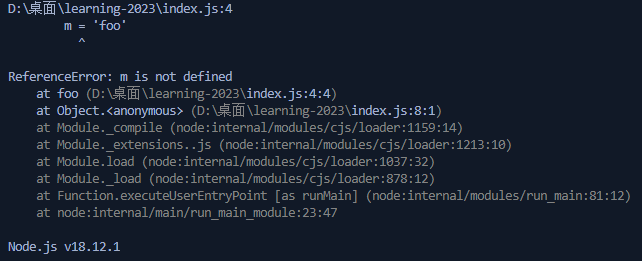 D:\桌面\learning-2023\index.js:4
        m = 'foo'
          ^

ReferenceError: m is not defined
    at foo (D:\桌面\learning-2023\index.js:4:4)
    at Object.<anonymous> (D:\桌面\learning-2023\index.js:8:1)
    at Module._compile (node:internal/modules/cjs/loader:1159:14)
    at Module._extensions..js (node:internal/modules/cjs/loader:1213:10)
    at Module.load (node:internal/modules/cjs/loader:1037:32)
    at Module._load (node:internal/modules/cjs/loader:878:12)
    at Function.executeUserEntryPoint [as runMain] (node:internal/modules/run_main:81:12)
    at node:internal/main/run_main_module:23:47

Node.js v18.12.1